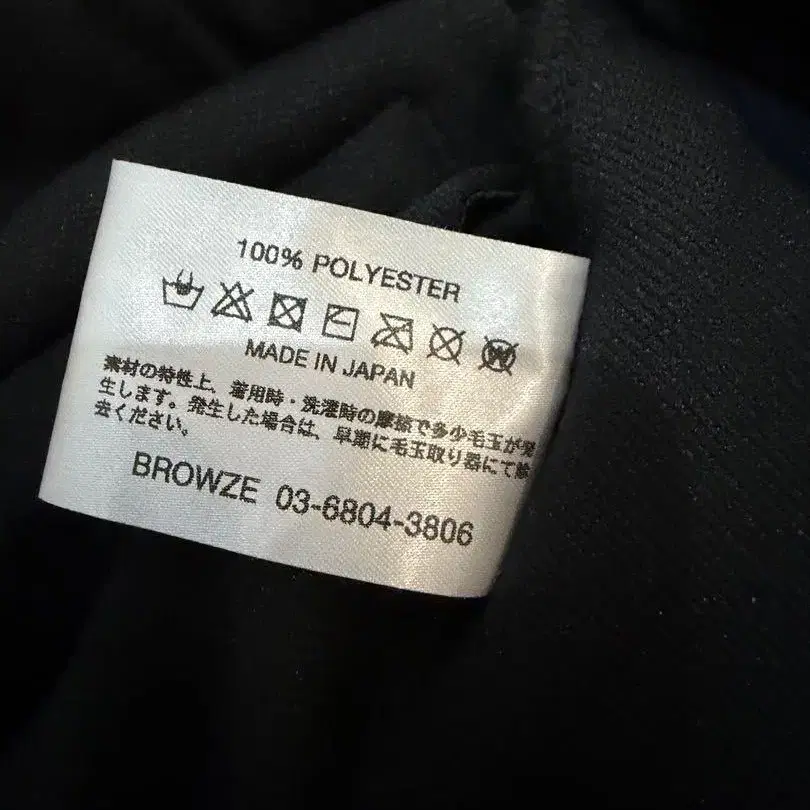 100% POLYESTER
W
MADE IN JAPAN
素材の特性上、着用時・洗濯時の摩擦で多少毛玉が発
生します。発生した場合は、早期に毛玉取り器にて除
去ください。
BROWZE 03-6804-3806